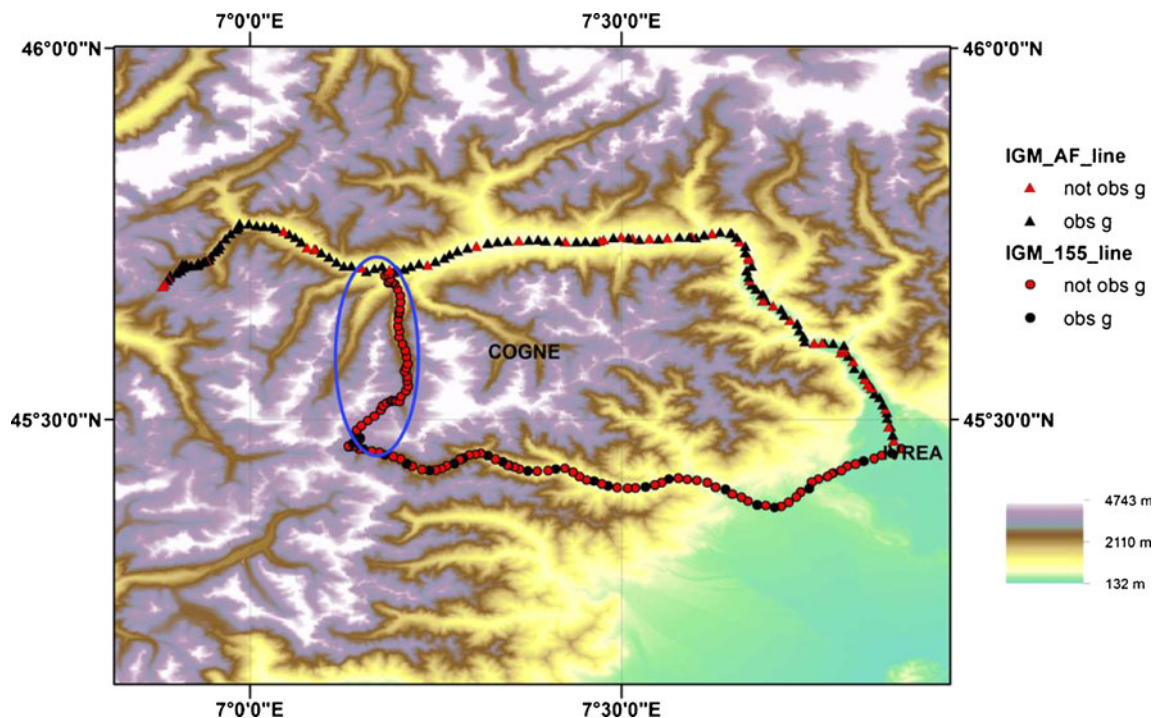 7°0'0"E 7°30'0"E
46°0'0"N 46°0'0"N
IGM_AF_line
not obs g
obs g
IGM_155_line
not obs g
obs g
COGNE
45°30'0"N 45°30'0"N
IVREA
4743 m
2110 m
132 m
7°0'0"E 7°30'0"E